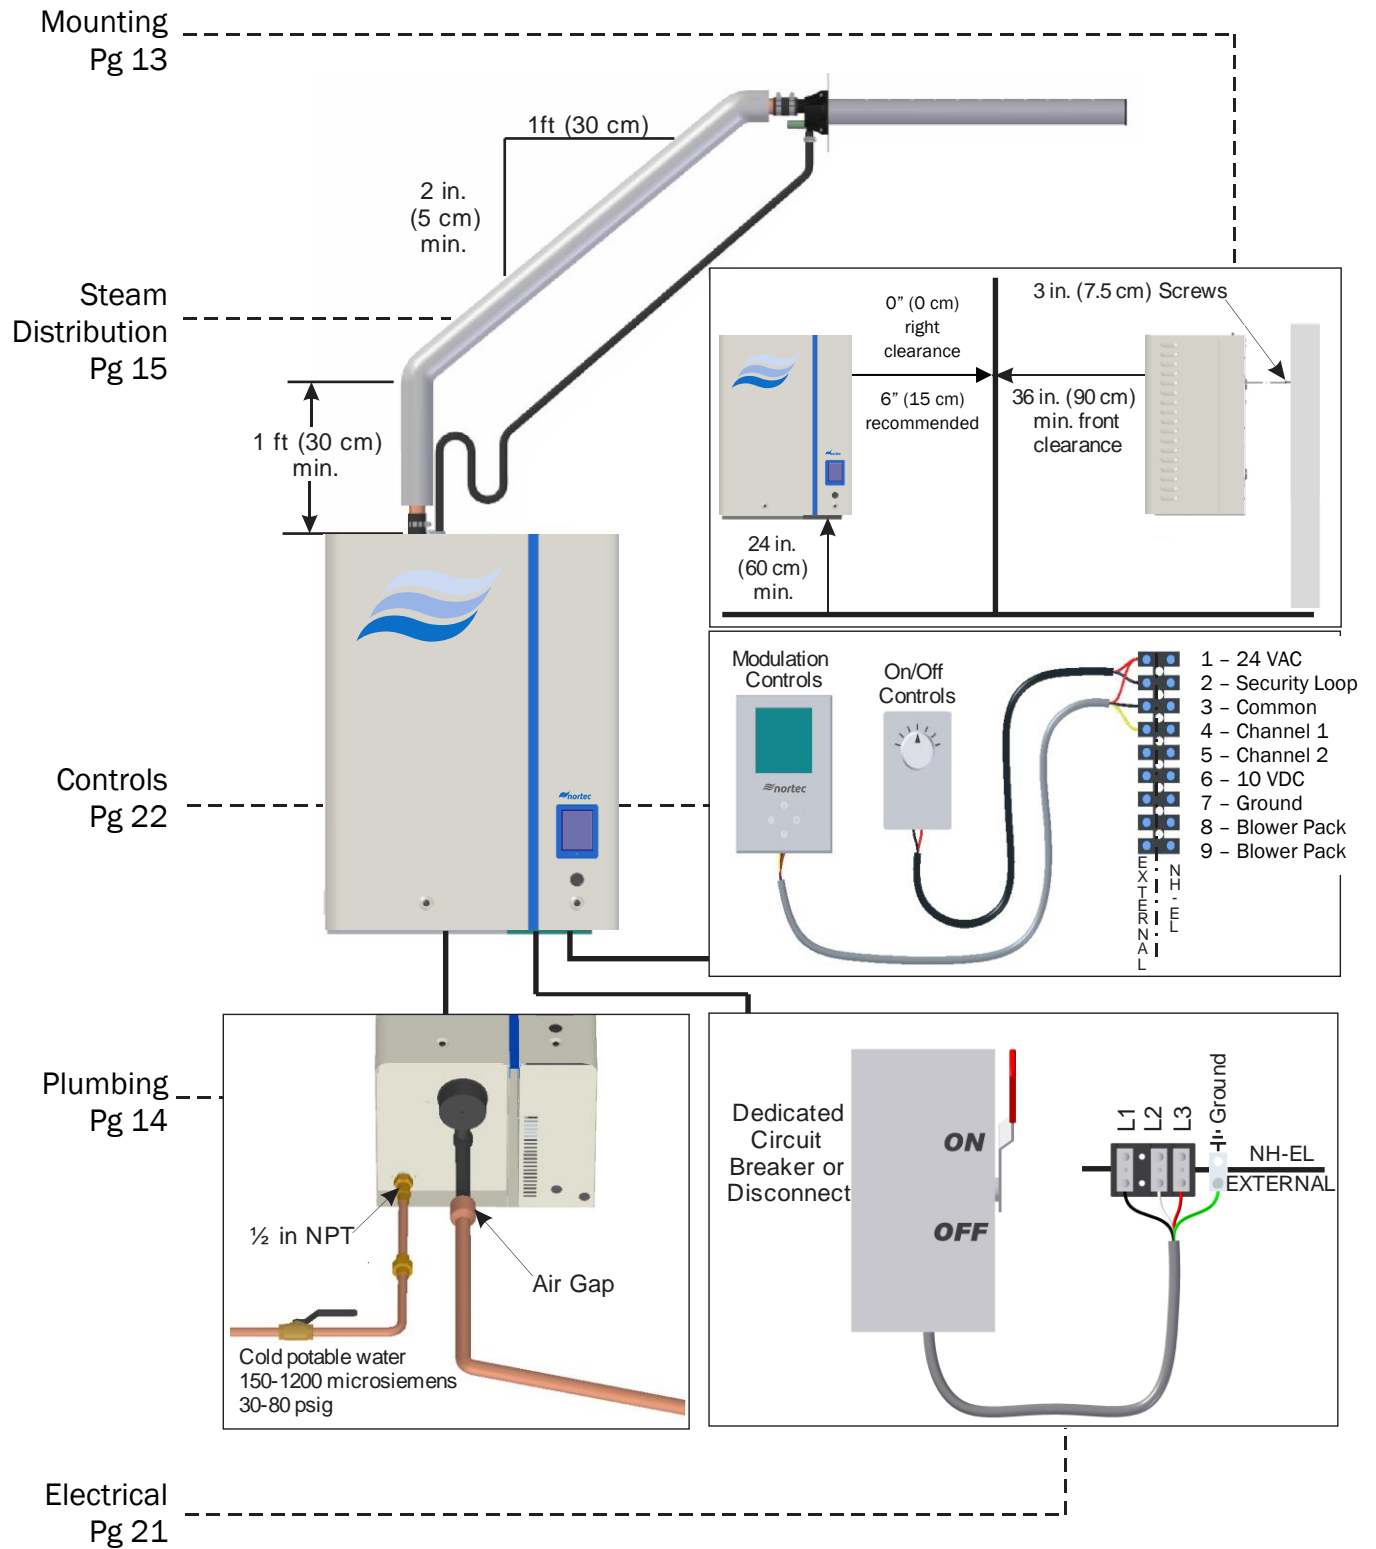 Mounting
Pg 13
1ft (30 cm)
2 in.
(5 cm)
min.
Steam
Distribution
Pg 15
1 ft (30 cm)
min.
0” (0 cm)
right
clearance
6” (15 cm)
recommended
3 in. (7.5 cm) Screws
36 in. (90 cm)
min. front
clearance
nortec
24 in.
(60 cm)
min.
Controls
Pg 22
nortec
Modulation
Controls
On/Off
Controls
nortec
1 – 24 VAC
2 – Security Loop
3 – Common
4 – Channel 1
5 – Channel 2
6 – 10 VDC
7 – Ground
8 – Blower Pack
9 – Blower Pack
EXTERNAL
NH-EL
Plumbing
Pg 14
½ in NPT
Air Gap
Cold potable water
150-1200 microsiemens
30-80 psig
Dedicated
Circuit
Breaker or
Disconnect
ON
OFF
L1
L2
L3
Ground
NH-EL
EXTERNAL
Electrical
Pg 21